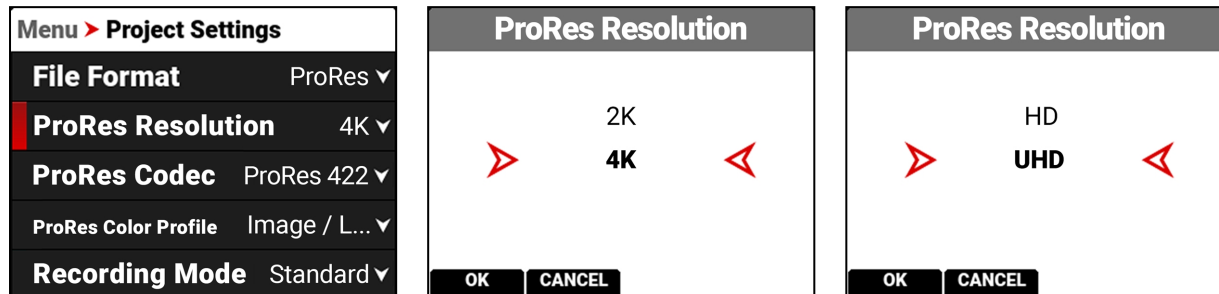 Menu > Project Settings
File Format ProRes
ProRes Resolution 4K
ProRes Codec ProRes 422
ProRes Color Profile Image / L...
Recording Mode Standard
ProRes Resolution
2K
4K
OK CANCEL
ProRes Resolution
HD
UHD
OK CANCEL